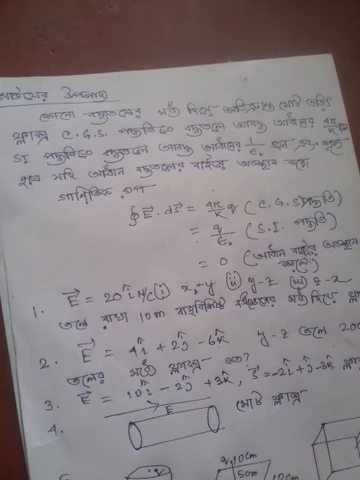 গাউসের উপপাদ্য
কোনো বদ্ধতলের মধ্য দিয়ে অতিক্রান্ত মোট তড়িৎ
ফ্লাক্স C.G.S. পদ্ধতিতে বদ্ধতলে আবদ্ধ আধানের 4π/k গুণ
SI পদ্ধতিতে বদ্ধতলে আবদ্ধ আধানের 1/ε₀ গুণ এবং শূন্য
হবে যদি আধান বদ্ধতলের বাইরে অবস্থান করে
গাণিতিক রূপ
∮E⃗.dS⃗ = 4π/k q (C.G.S পদ্ধতি)
= q/ε₀ (S.I. পদ্ধতি)
= 0 (আধান বাইরে অবস্থান করলে)
1. E⃗ = 20î N/C (i) x-y (ii) y-z (iii) z-x
তলে রাখা 10m বাহুবিশিষ্ট বর্গক্ষেত্রের মধ্য দিয়ে
2. E⃗ = 4î + 2ĵ - 6k̂ y-z তলে 20
তলের মধ্যে ফ্লাক্স কত?
3. E⃗ = 10î - 2ĵ + 3k̂, S⃗ = -2î + ĵ - 3k̂
4. E মোট ফ্লাক্স
q 10cm
5cm